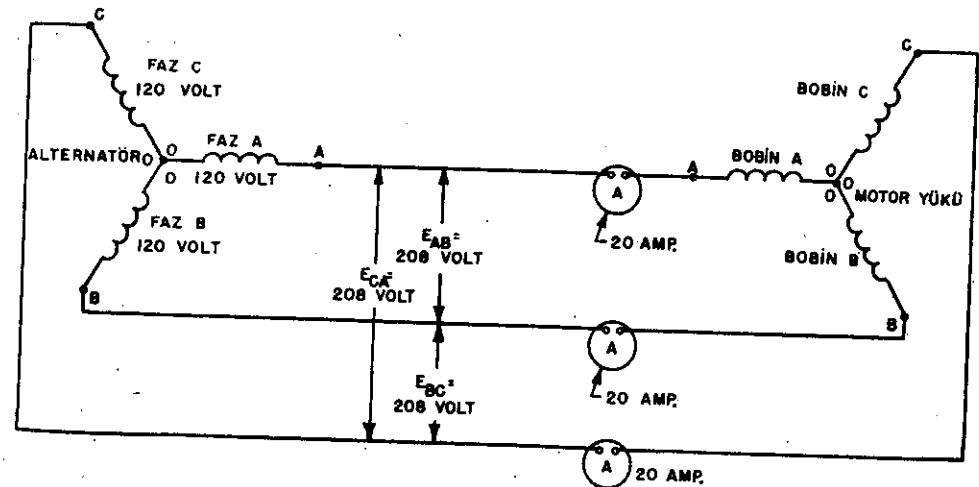 C
FAZ C
120 VOLT
ALTERNATÖR
O
O
O
FAZ A
120 VOLT
A
FAZ B
120 VOLT
B
E_AB=
208 VOLT
E_CA=
208 VOLT
E_BC=
208 VOLT
A
20 AMP.
A
20 AMP.
A
20 AMP.
C
BOBİN C
A
BOBİN A
O
O
O
MOTOR YÜKÜ
BOBİN B
B